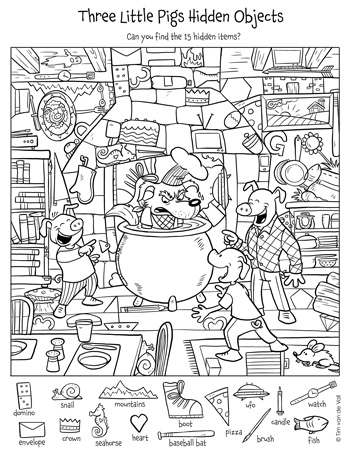 Three Little Pigs Hidden Objects
Can you find the 15 hidden items?
domino
snail
mountains
boot
pizza
ufo
candle
watch
envelope
crown
seahorse
heart
baseball bat
brush
fish
© Tim van de Vall